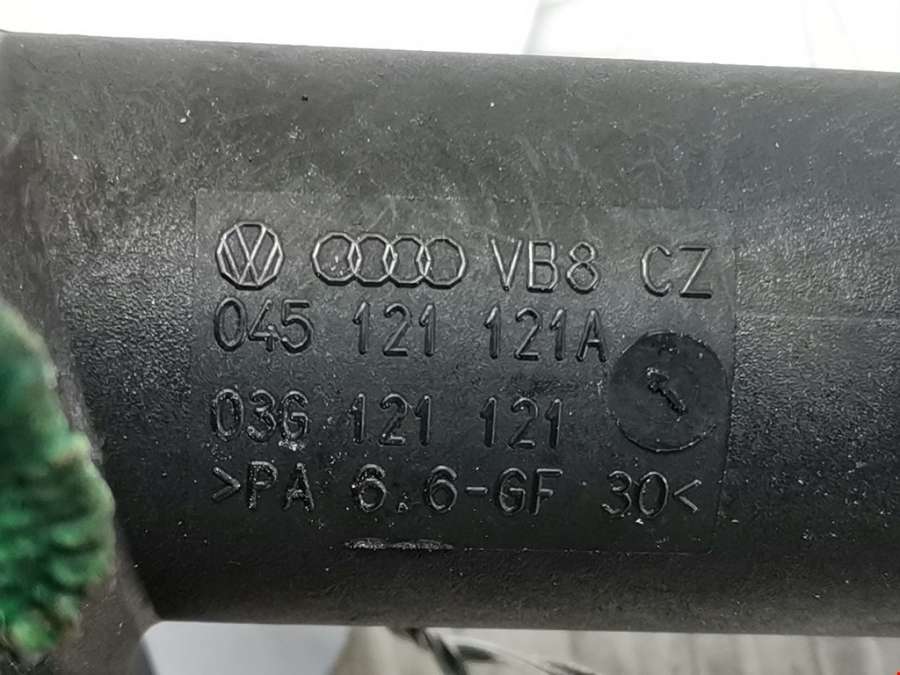 VB8 CZ
045 121 121A
03G 121 121
>PA 6.6-GF 30<